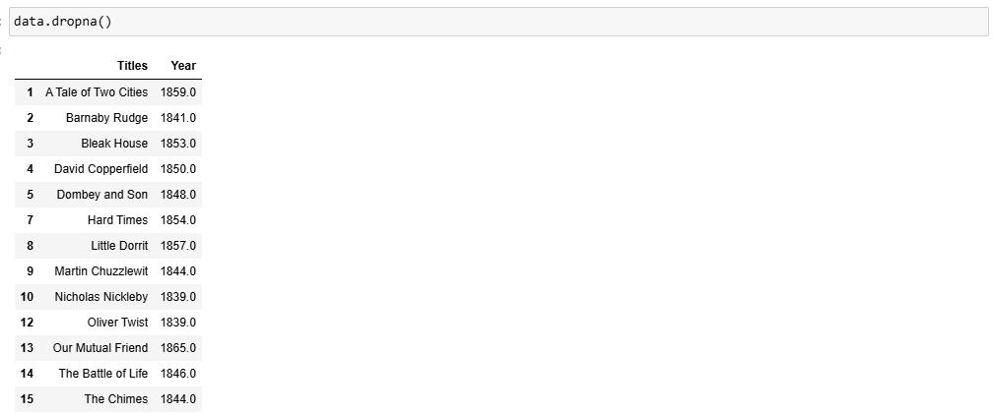 data.dropna()
Titles Year
1 A Tale of Two Cities 1859.0
2 Barnaby Rudge 1841.0
3 Bleak House 1853.0
4 David Copperfield 1850.0
5 Dombey and Son 1848.0
7 Hard Times 1854.0
8 Little Dorrit 1857.0
9 Martin Chuzzlewit 1844.0
10 Nicholas Nickleby 1839.0
12 Oliver Twist 1839.0
13 Our Mutual Friend 1865.0
14 The Battle of Life 1846.0
15 The Chimes 1844.0